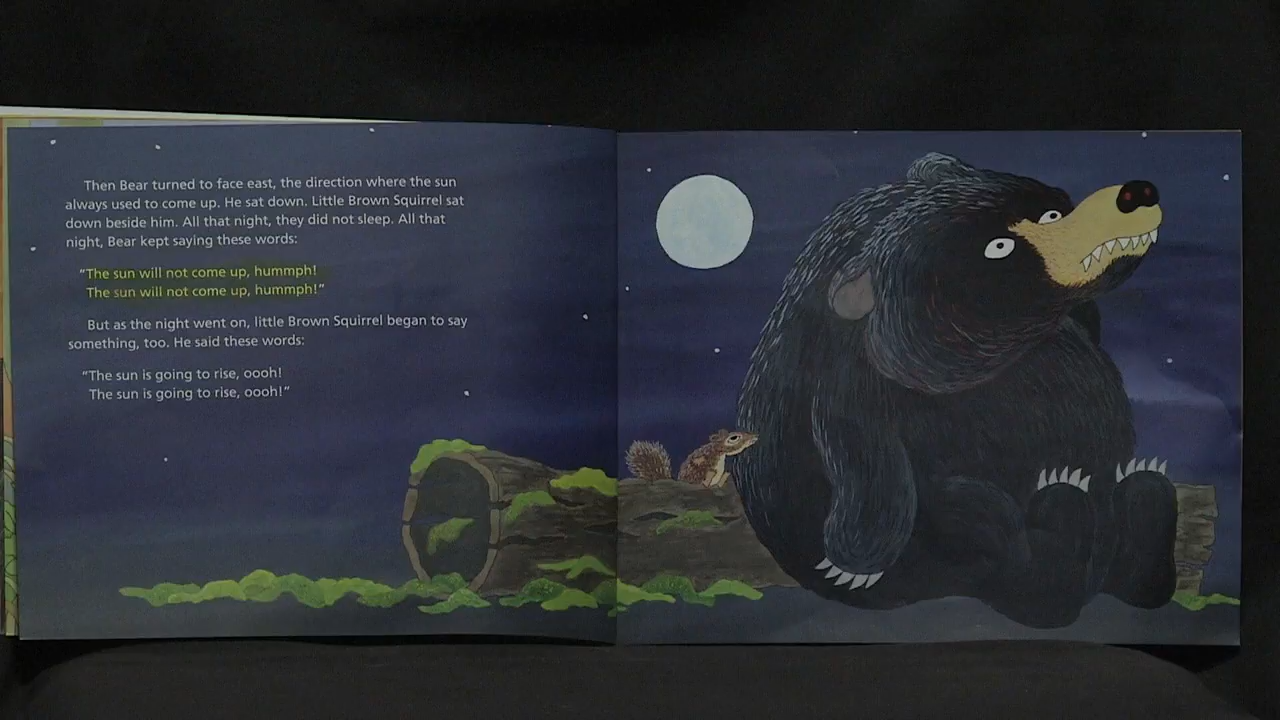 Then Bear turned to face east, the direction where the sun
always used to come up. He sat down. Little Brown Squirrel sat
down beside him. All that night, they did not sleep. All that
night, Bear kept saying these words:
"The sun will not come up, hummph!
The sun will not come up, hummph!"
But as the night went on, little Brown Squirrel began to say
something, too. He said these words:
"The sun is going to rise, oooh!
The sun is going to rise, oooh!"